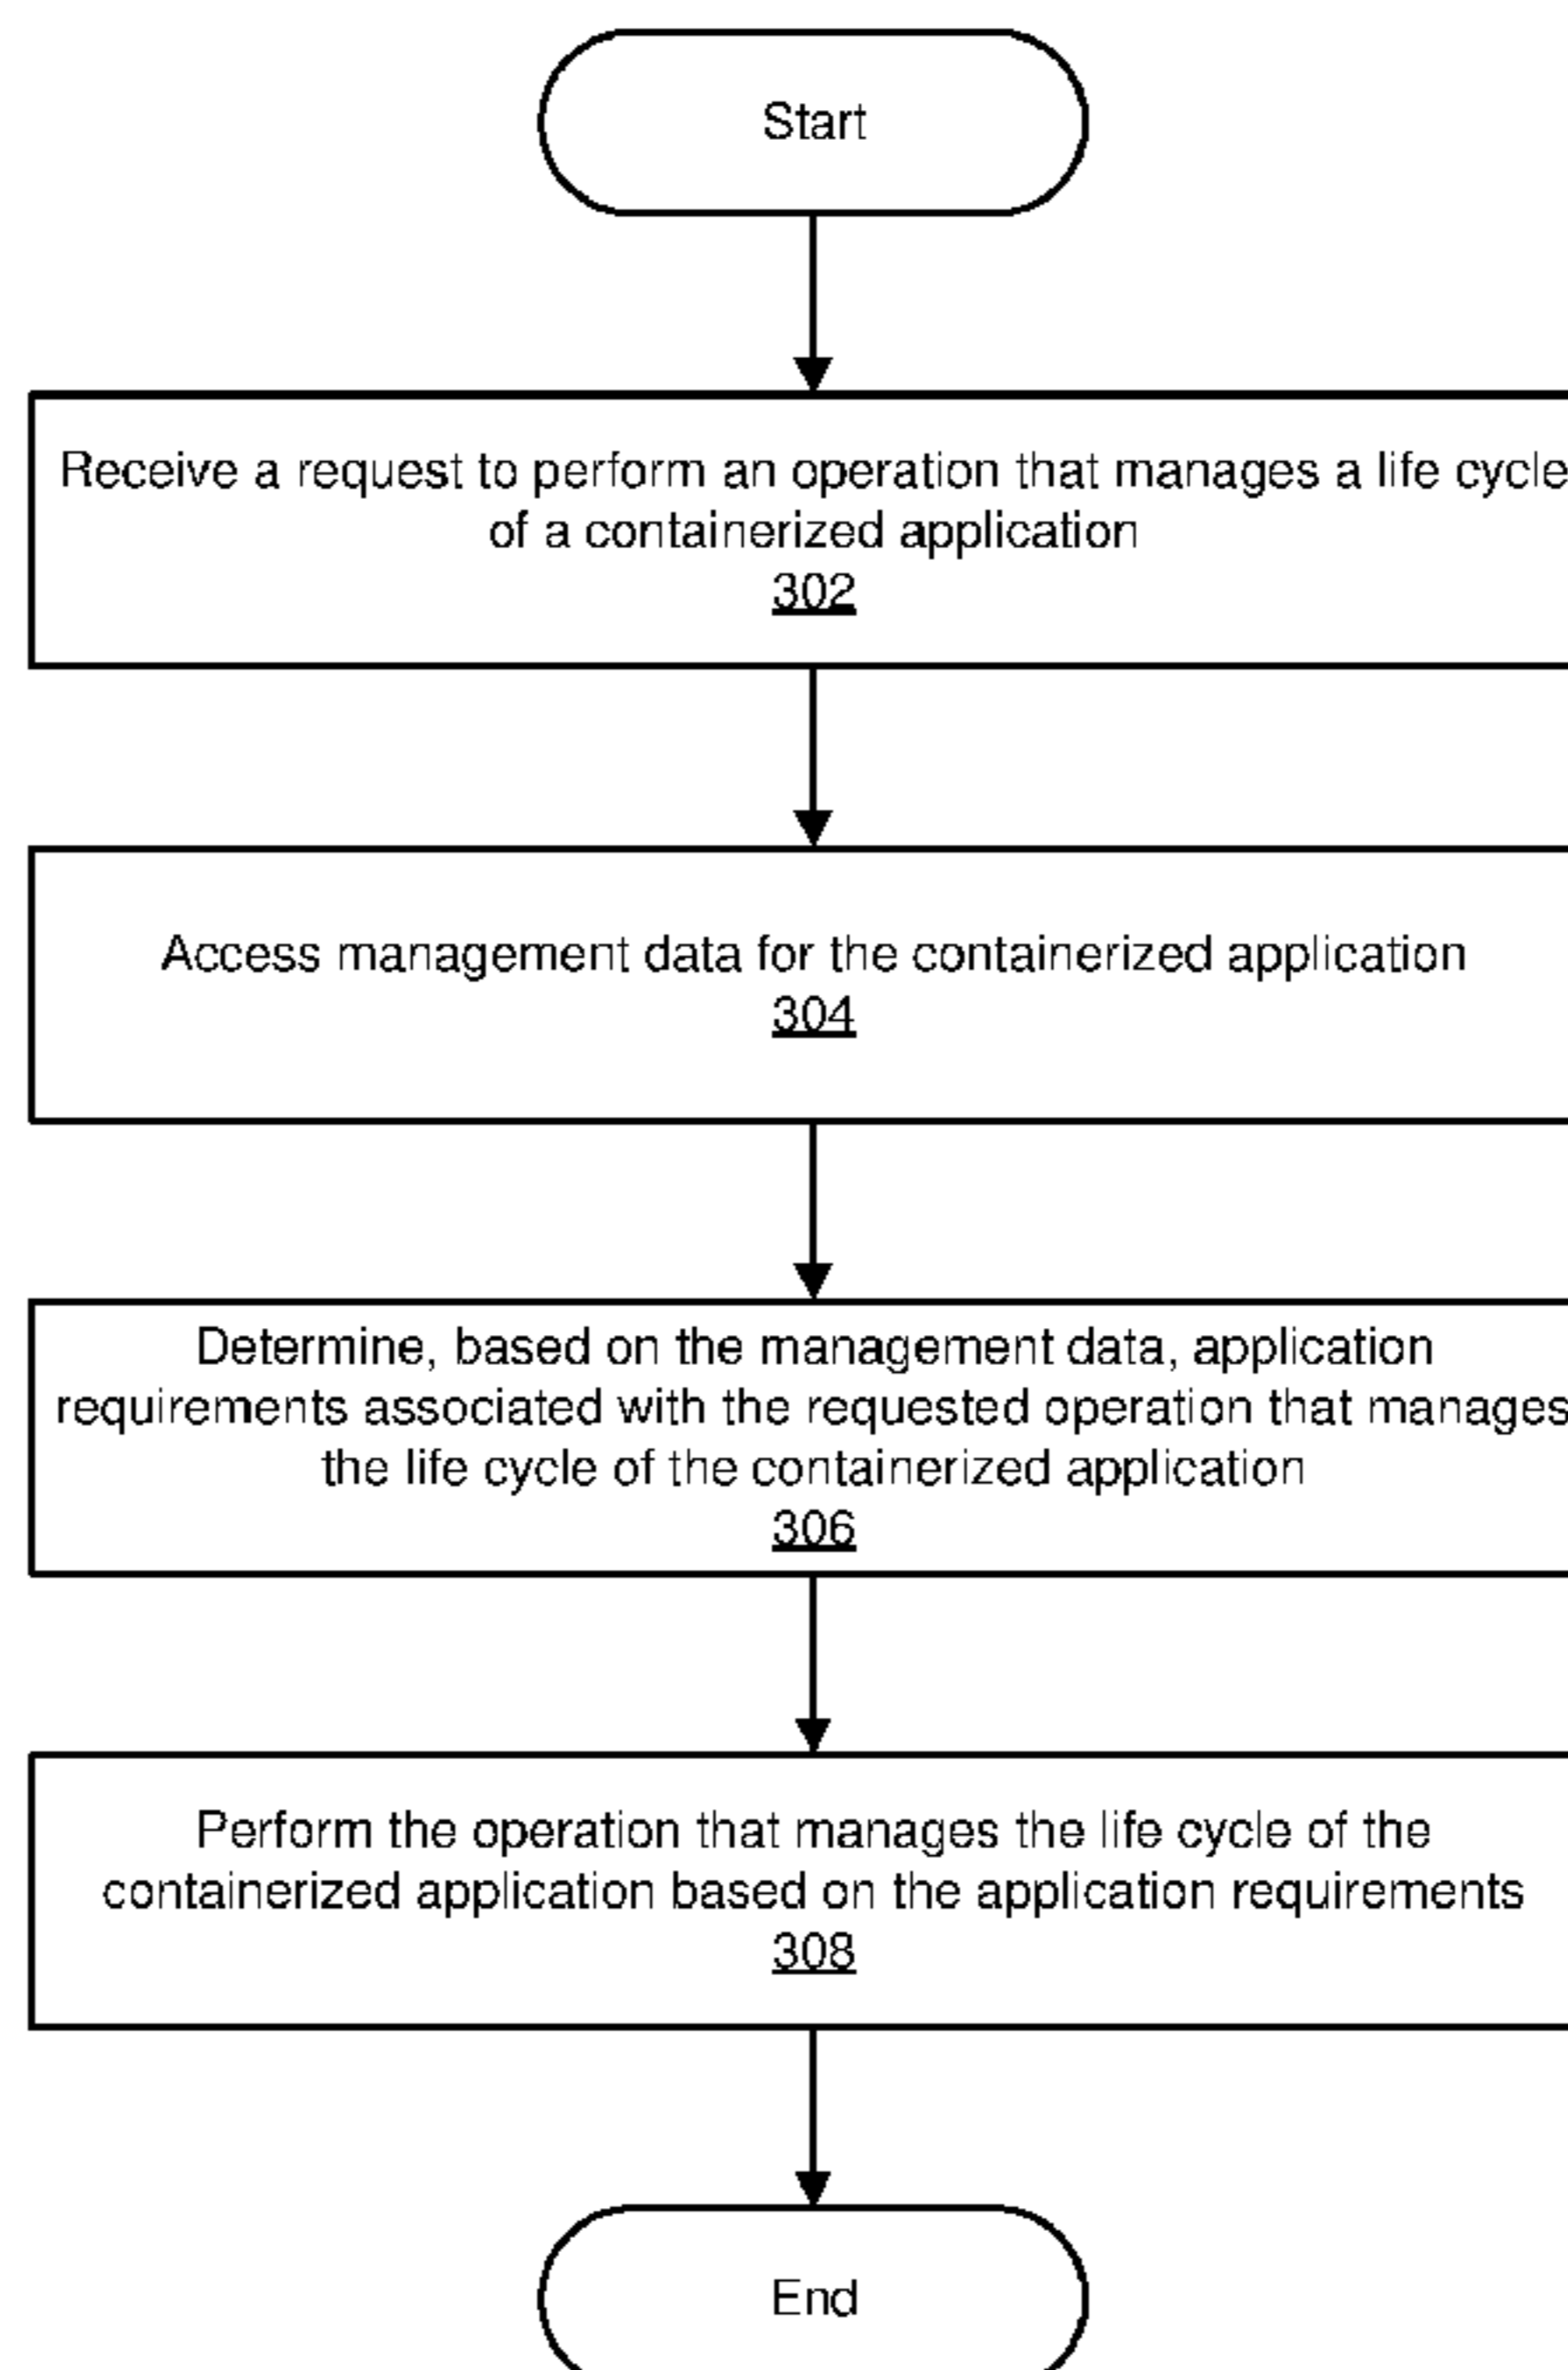 Start
Receive a request to perform an operation that manages a life cycle
of a containerized application
302
Access management data for the containerized application
304
Determine, based on the management data, application
requirements associated with the requested operation that manages
the life cycle of the containerized application
306
Perform the operation that manages the life cycle of the
containerized application based on the application requirements
308
End